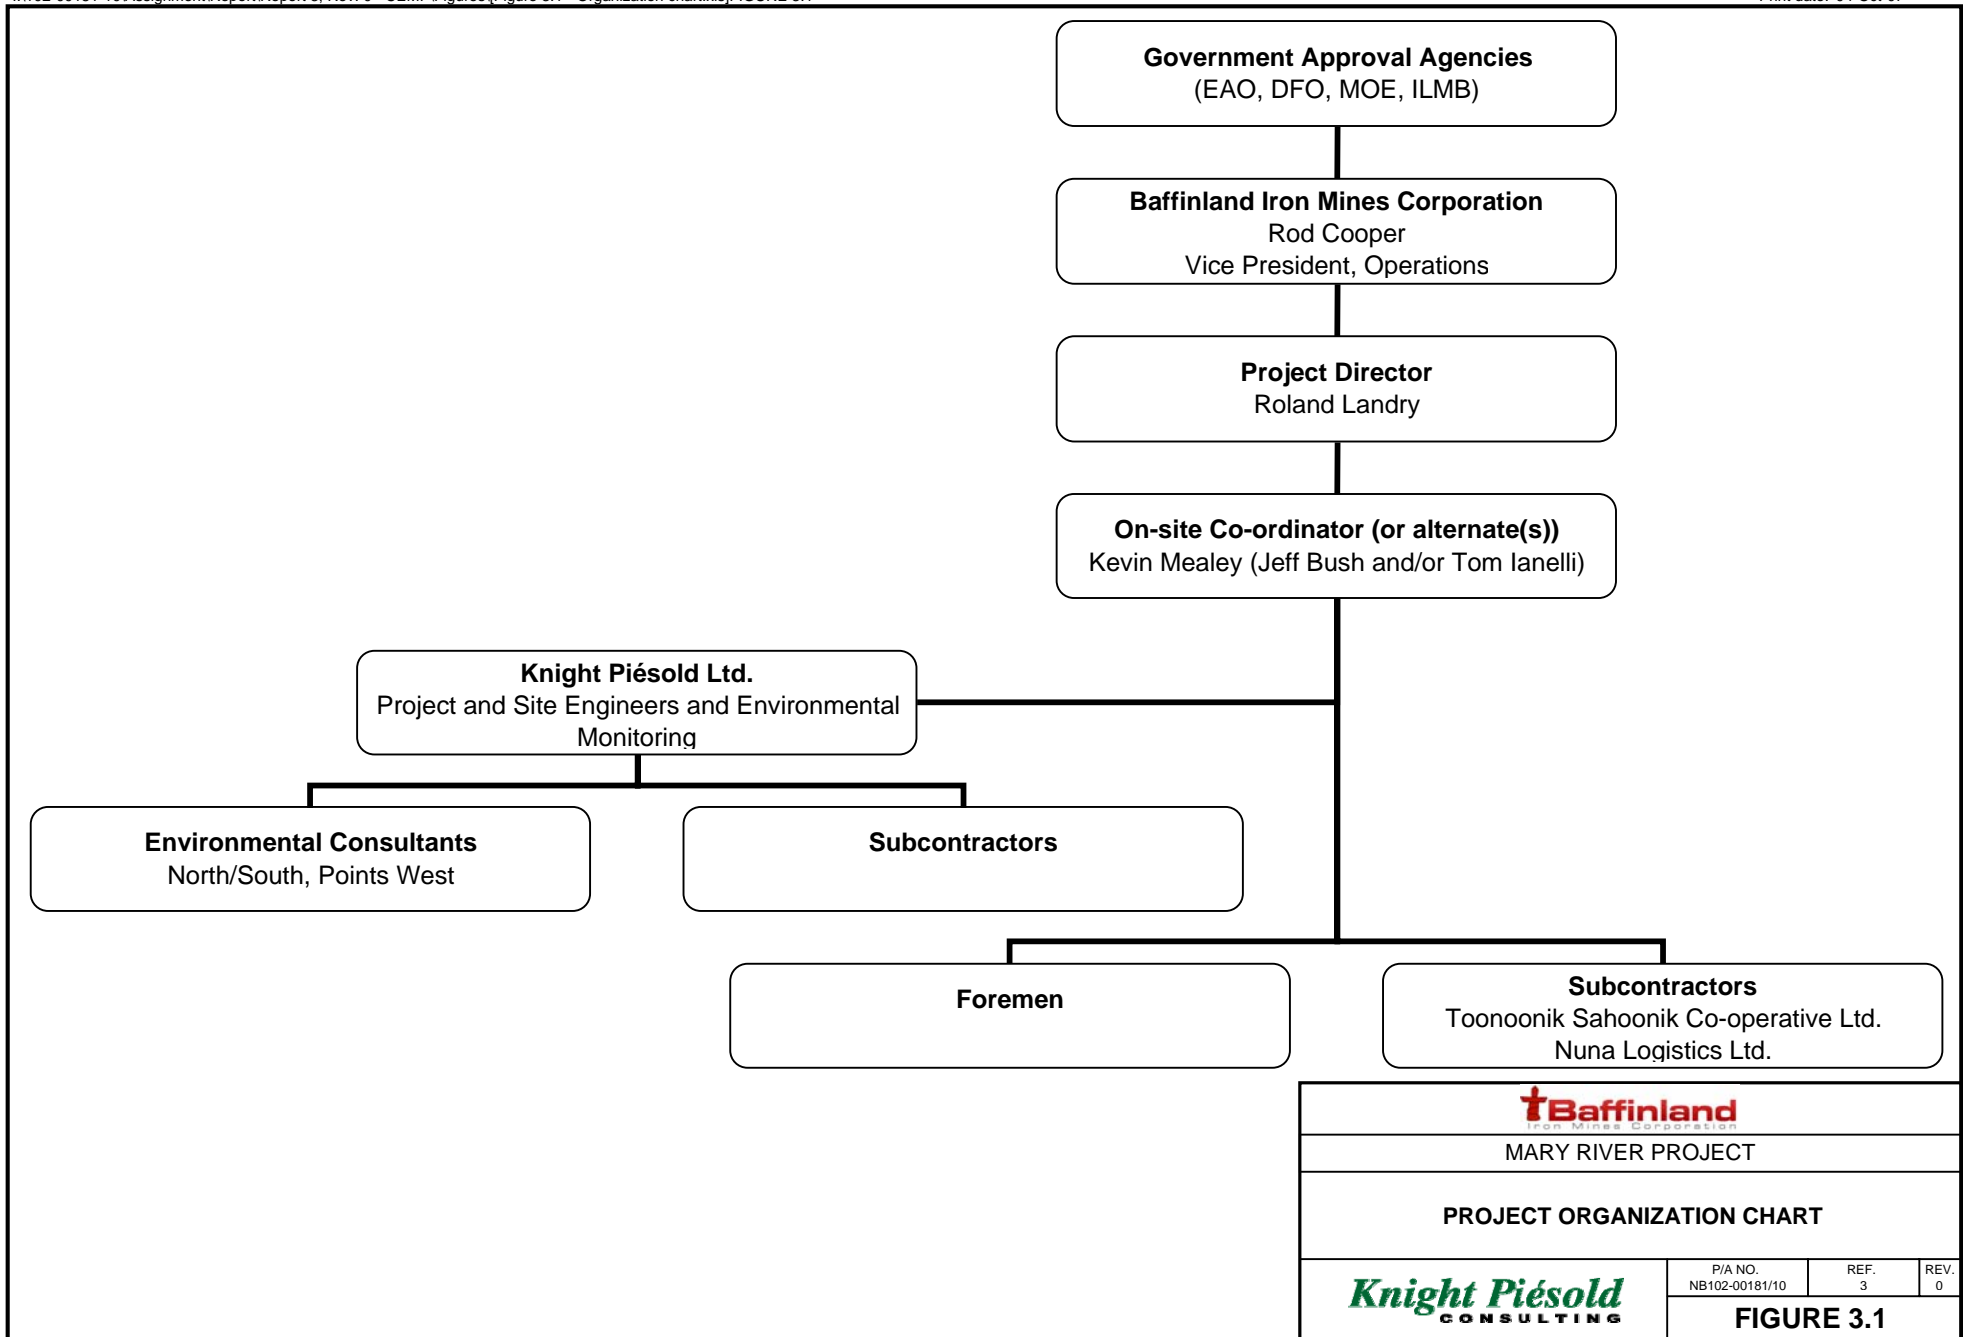 Government Approval Agencies
(EAO, DFO, MOE, ILMB)
Baffinland Iron Mines Corporation
Rod Cooper
Vice President, Operations
Project Director
Roland Landry
On-site Co-ordinator (or alternate(s))
Kevin Mealey (Jeff Bush and/or Tom Ianelli)
Knight Piésold Ltd.
Project and Site Engineers and Environmental
Monitoring
Environmental Consultants
North/South, Points West
Subcontractors
Foremen
Subcontractors
Toonoonik Sahoonik Co-operative Ltd.
Nuna Logistics Ltd.
Baffinland
Iron Mines Corporation
MARY RIVER PROJECT
PROJECT ORGANIZATION CHART
Knight Piésold
CONSULTING
P/A NO.
NB102-00181/10
REF.
3
REV.
0
FIGURE 3.1